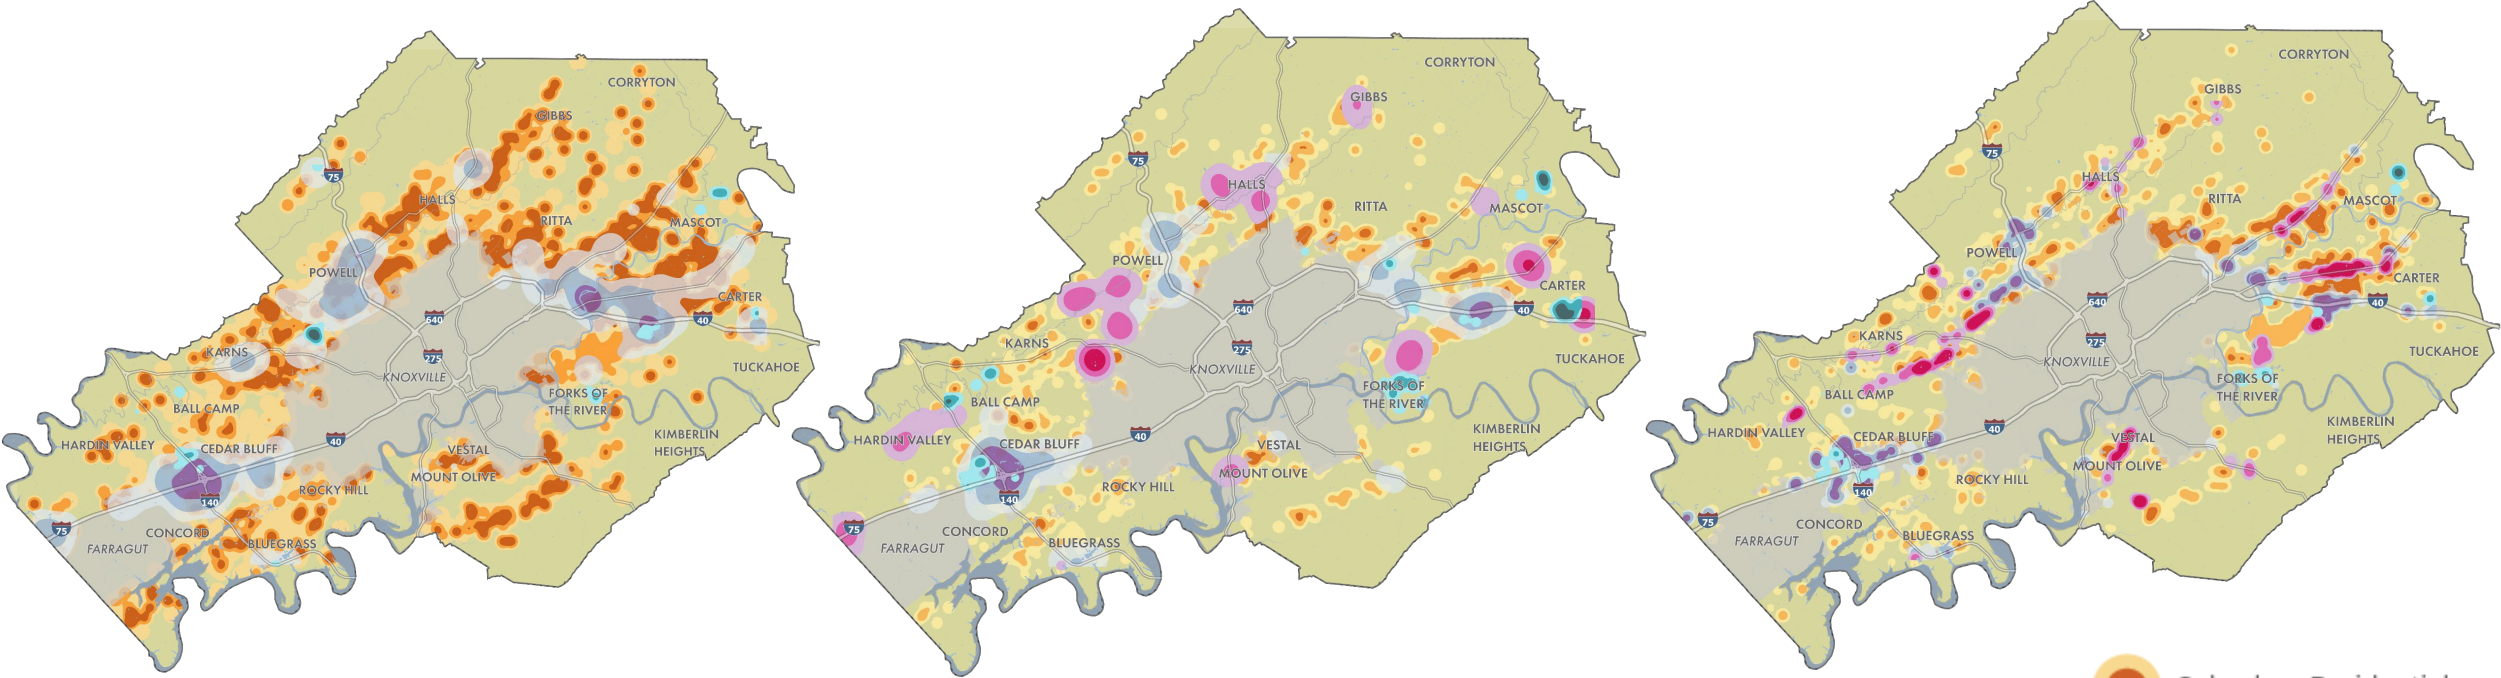 CORRYTON
GIBBS
75
HALLS
RITTA
MASCOT
POWELL
CARTER
640
40
KARNS
275
TUCKAHOE
KNOXVILLE
FORKS OF
THE RIVER
BALL CAMP
HARDIN VALLEY
CEDAR BLUFF
40
VESTAL
KIMBERLIN
HEIGHTS
MOUNT OLIVE
ROCKY HILL
140
75
CONCORD
FARRAGUT
BLUEGRASS
CORRYTON
GIBBS
75
HALLS
RITTA
MASCOT
POWELL
CARTER
640
40
KARNS
275
TUCKAHOE
KNOXVILLE
FORKS OF
THE RIVER
BALL CAMP
HARDIN VALLEY
CEDAR BLUFF
40
VESTAL
KIMBERLIN
HEIGHTS
MOUNT OLIVE
ROCKY HILL
140
75
CONCORD
FARRAGUT
BLUEGRASS
CORRYTON
GIBBS
75
HALLS
RITTA
MASCOT
POWELL
CARTER
640
40
KARNS
275
TUCKAHOE
KNOXVILLE
FORKS OF
THE RIVER
BALL CAMP
HARDIN VALLEY
CEDAR BLUFF
40
VESTAL
KIMBERLIN
HEIGHTS
MOUNT OLIVE
ROCKY HILL
140
75
CONCORD
FARRAGUT
BLUEGRASS